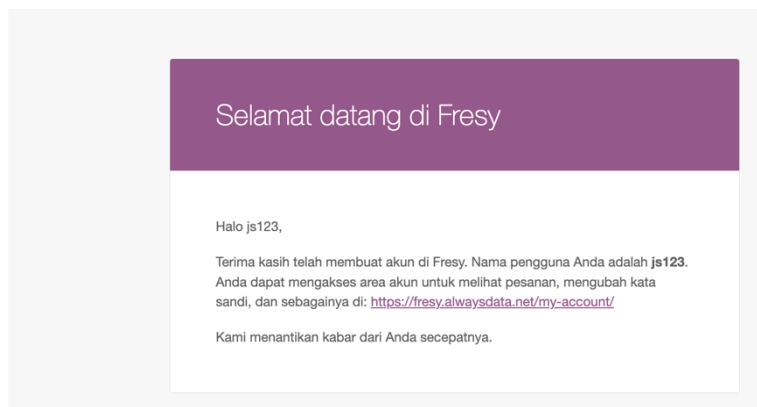 Selamat datang di Fresy
Halo js123,
Terima kasih telah membuat akun di Fresy. Nama pengguna Anda adalah js123.
Anda dapat mengakses area akun untuk melihat pesanan, mengubah kata
sandi, dan sebagainya di: https://fresy.alwaysdata.net/my-account/
Kami menantikan kabar dari Anda secepatnya.